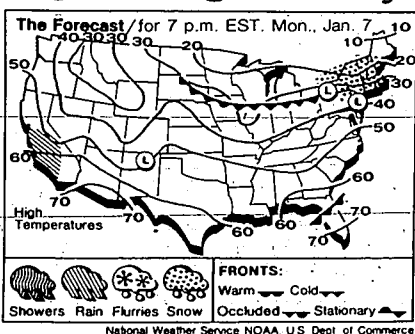 The Forecast/for 7 p.m. EST. Mon., Jan. 7
40 30 30 30 20 10 10
50 20
30
40
50
60 60
70 70 60 60 70
70
High
Temperatures
L L L
Showers Rain Flurries Snow
FRONTS:
Warm Cold
Occluded Stationary
National Weather Service NOAA U.S. Dept. of Commerce